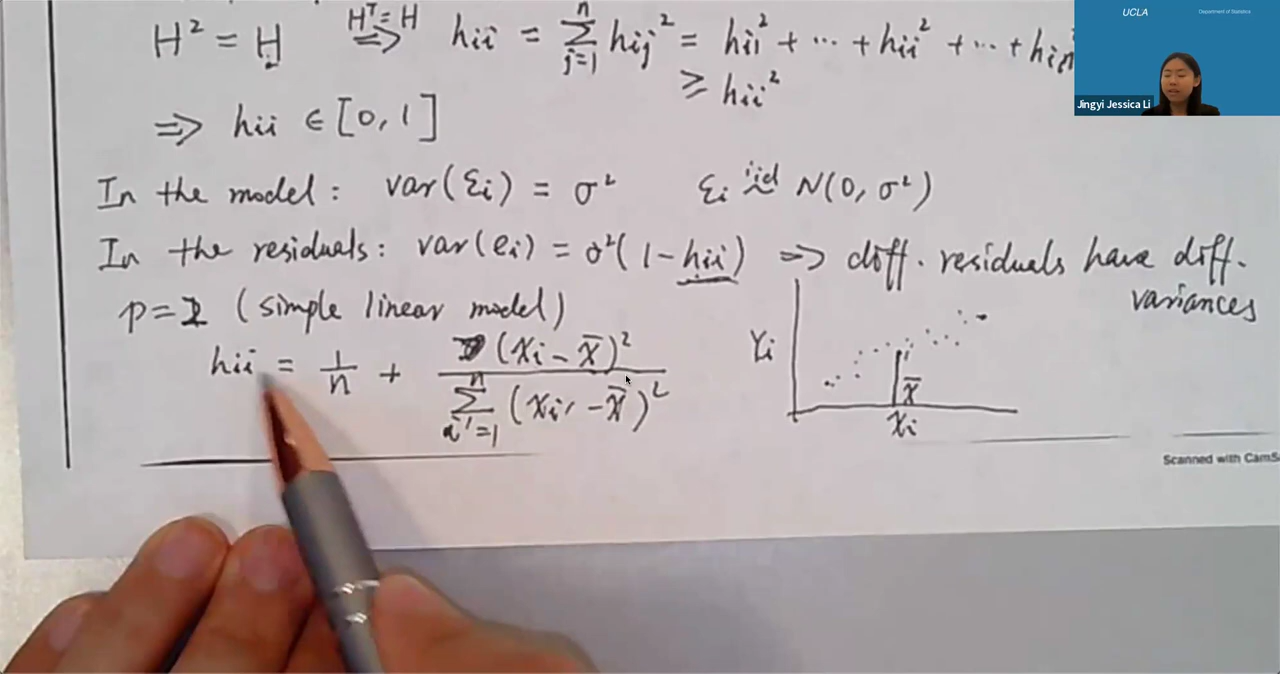 H² = H  Hᵀ = H ⇒  hii = Σ_{j=1}^{n} hij² = hi1² + ... + hii² + ... + hin²
≥ hii²
⇒ hii ∈ [0, 1]
In the model: var(εi) = σ²  εi iid ~ N(0, σ²)
In the residuals: var(ei) = σ²(1 - hii) ⇒ diff. residuals have diff. variances
p=2 (simple linear model)
hii = 1/n + (xi - x̄)² / Σ_{i'=1}^{n} (xi' - x̄)²
Yi
x̄
xi
Scanned with CamS
UCLA
Department of Statistics
Jingyi Jessica Li